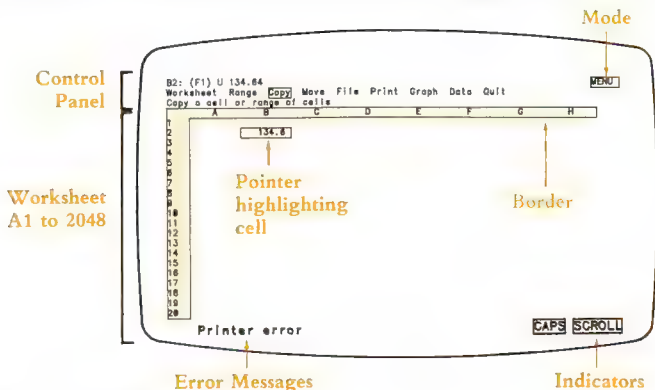 Mode
Control
Panel
B2: (F1) U 134.64
MENU
Worksheet Range Copy Move File Print Graph Data Quit
Copy a cell or range of cells
A B C D E F G H
1
2 134.6
3
4
5
6
7
8
9
10
11
12
13
14
15
16
17
18
19
20
Pointer
highlighting
cell
Border
Worksheet
A1 to 2048
Printer error
CAPS SCROLL
Error Messages
Indicators